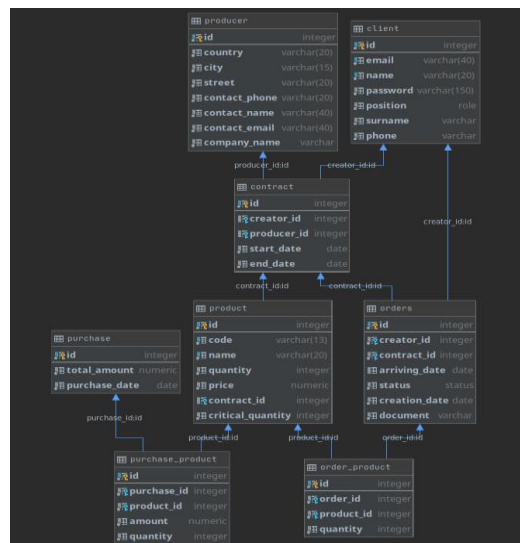 producer
id integer
country varchar(20)
city varchar(15)
street varchar(20)
contact_phone varchar(20)
contact_name varchar(40)
contact_email varchar(40)
company_name varchar
client
id integer
email varchar(40)
name varchar(20)
password varchar(150)
position role
surname varchar
phone varchar
producer_id:id
creator_id:id
contract
id integer
creator_id integer
producer_id integer
start_date date
end_date date
creator_id:id
contract_id:id
contract_id:id
product
id integer
code varchar(13)
name varchar(20)
quantity integer
price numeric
contract_id integer
critical_quantity integer
orders
id integer
creator_id integer
contract_id integer
arriving_date date
status status
creation_date date
document varchar
purchase
id integer
total_amount numeric
purchase_date date
purchase_id:id
product_id:id
product_id:id
order_id:id
purchase_product
id integer
purchase_id integer
product_id integer
amount numeric
quantity integer
order_product
id integer
order_id integer
product_id integer
quantity integer